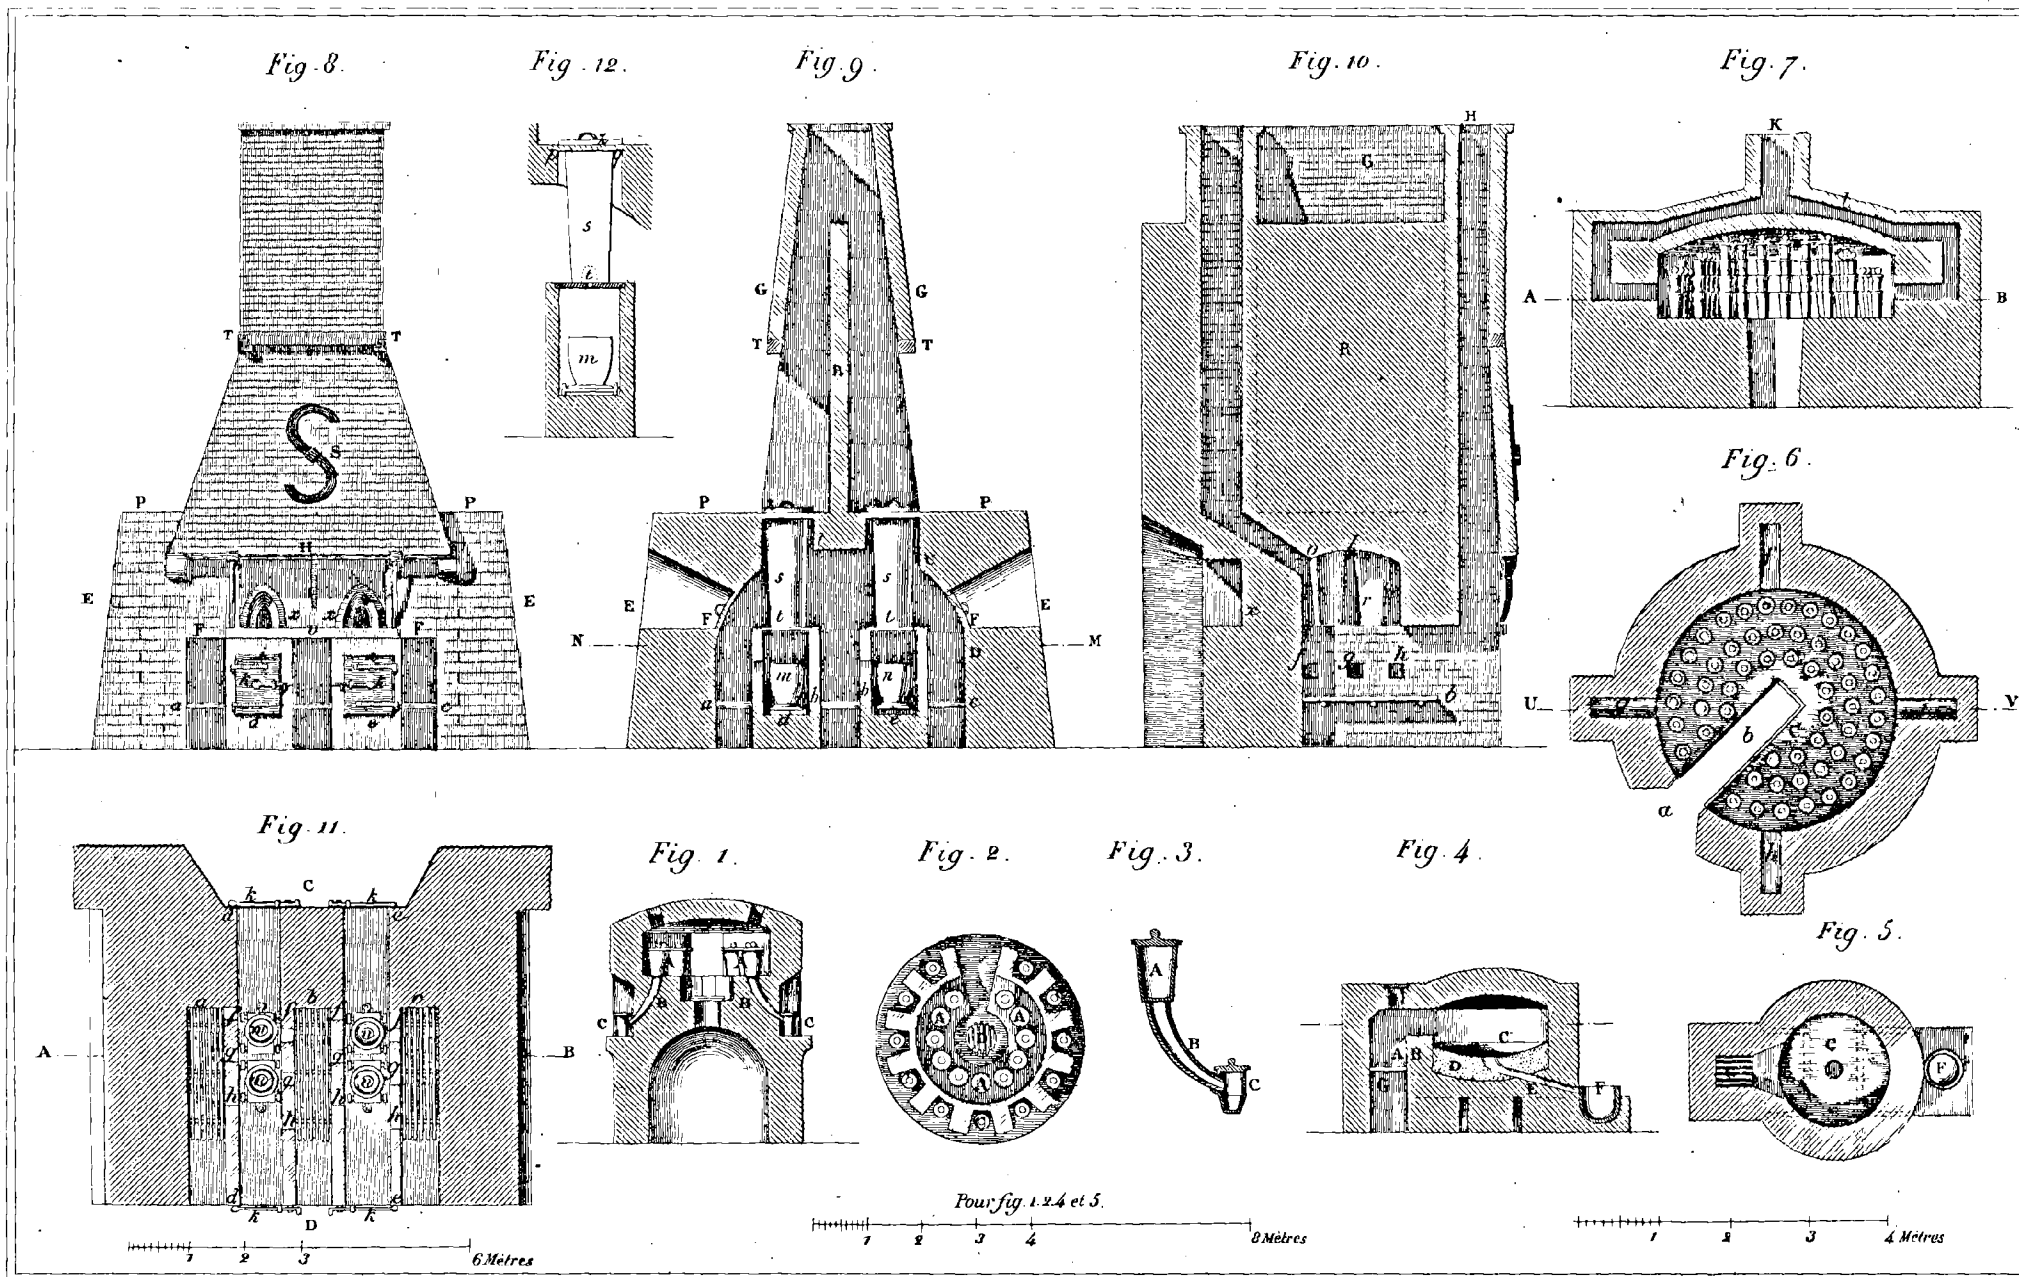 Fig. 8.
Fig. 12.
Fig. 9.
Fig. 10.
Fig. 7.
H
K
k
p p
G
l
s
t
G G
A B
T T
T T
m
R
R
S
S
Fig. 6.
P P
P P
H
l
C
o
f
f
s s
r
x
E E
E E
x x
F F
v
F F
t t
N M
D
g h
k k
m n
a d e c
a b b c
d e
b
U g b C i V
a
h
Fig. 11.
Fig. 1.
Fig. 2.
Fig. 3.
Fig. 4.
Fig. 5.
k C k
d e
A A
B B
C C
A
B
C
A A
B
A
C
C
A B
D
E F
G
C
F
a b c
f f
m n
g g
A B
m n
h h
d e
k D k
Pour fig. 1. 2. 4 et 5.
1 2 3 6 Mètres
1 2 3 4 8 Mètres
1 2 3 4 Mètres